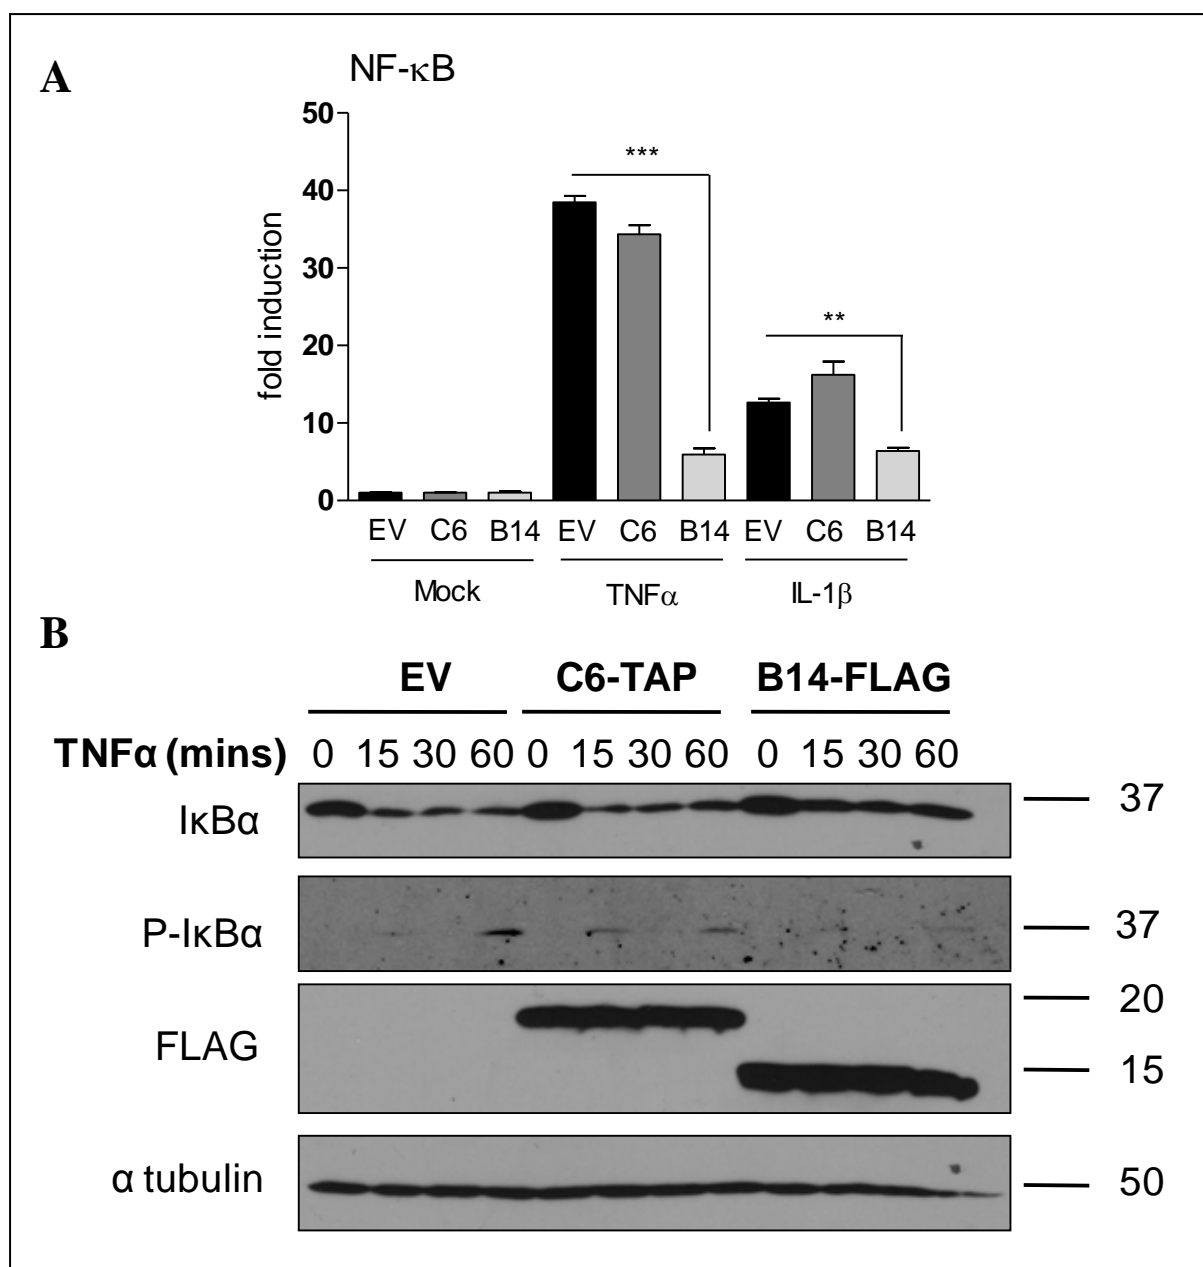 A
NF-κB
50
40
30
20
10
0
fold induction
***
**
EV C6 B14 EV C6 B14 EV C6 B14
Mock TNFα IL-1β
B
EV C6-TAP B14-FLAG
TNFα (mins) 0 15 30 60 0 15 30 60 0 15 30 60
IκBα 37
P-IκBα 37
FLAG 20
15
α tubulin 50